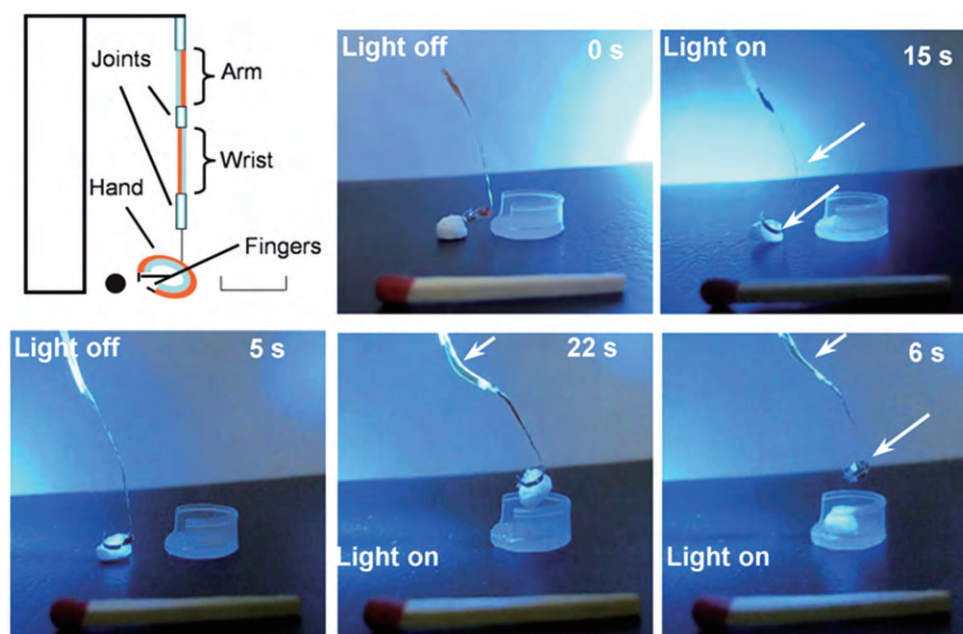 Joints
Arm
Wrist
Hand
Fingers
Light off
0 s
Light on
15 s
Light off
5 s
22 s
Light on
6 s
Light on